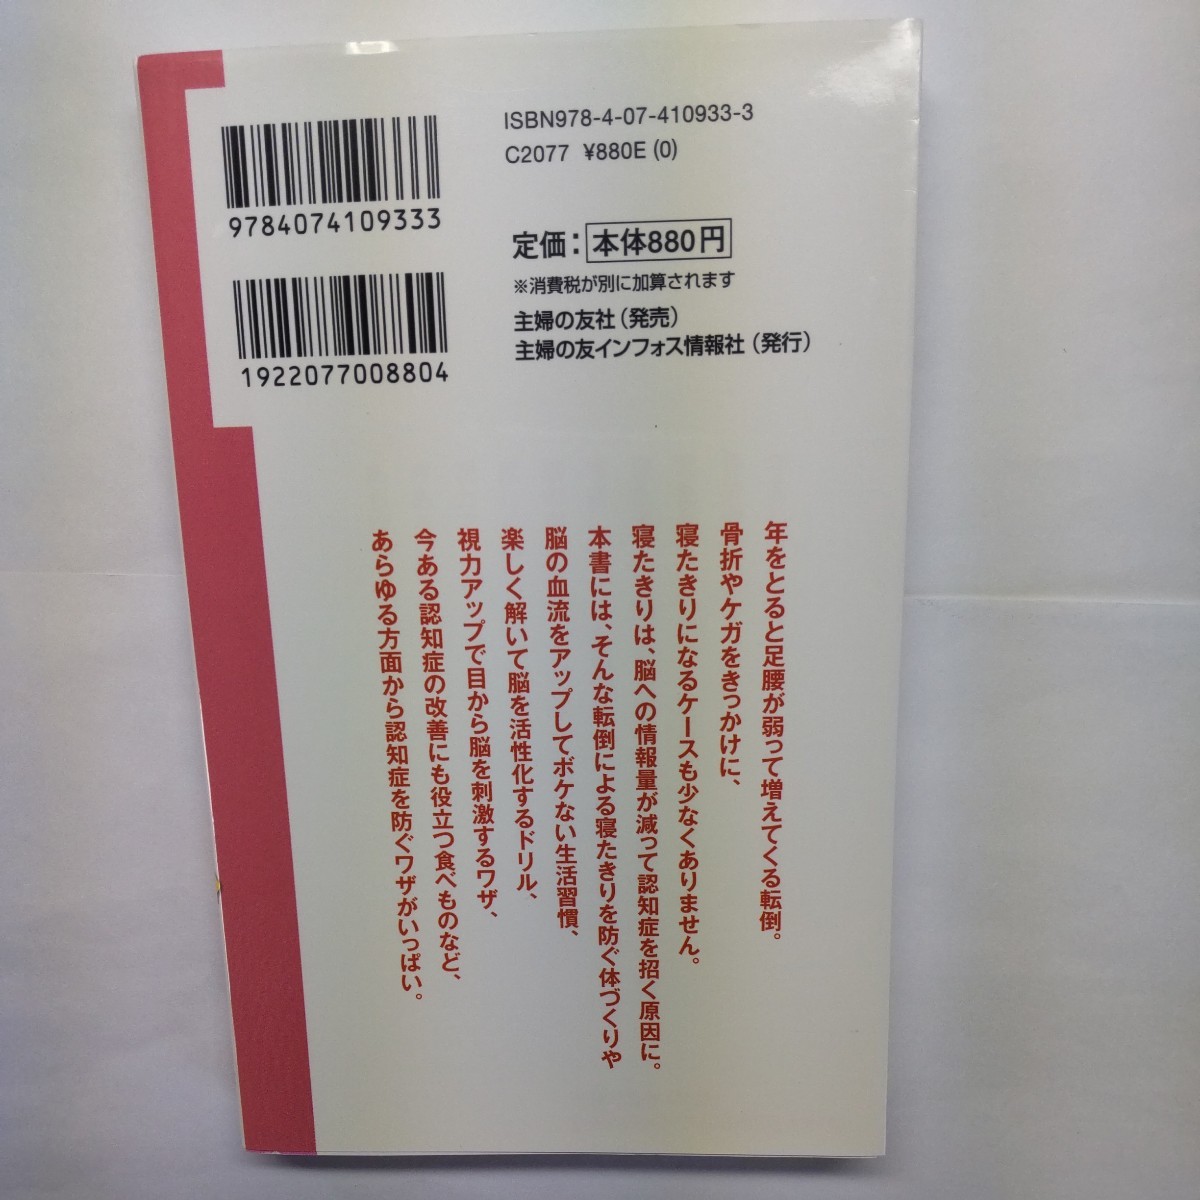 ISBN978-4-07-410933-3
C2077 ¥880E (0)
9784074109333
定価：本体880円
※消費税が別に加算されます
1922077008804
主婦の友社（発売）
主婦の友インフォス情報社（発行）
年をとると足腰が弱って増えてくる転倒。
骨折やケガをきっかけに、
寝たきりになるケースも少なくありません。
寝たきりは、脳への情報量が減って認知症を招く原因に。
本書には、そんな転倒による寝たきりを防ぐ体づくりや
脳の血流をアップしてボケない生活習慣、
楽しく解いて脳を活性化するドリル、
視力アップで目から脳を刺激するワザ、
今ある認知症の改善にも役立つ食べものなど、
あらゆる方面から認知症を防ぐワザがいっぱい。